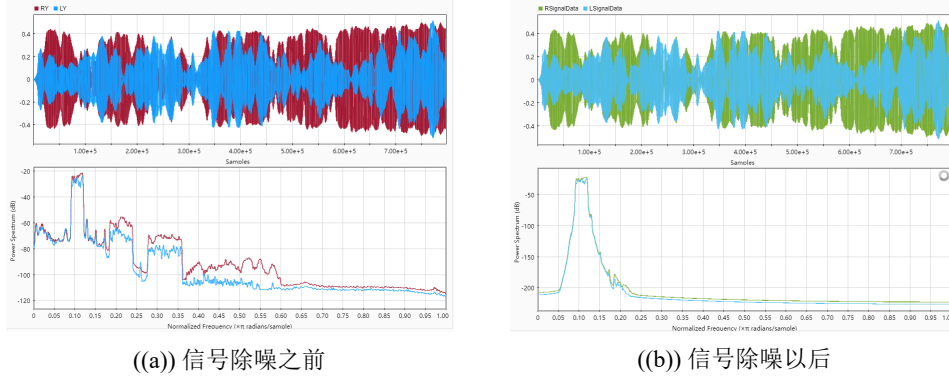 RY LY
0.4
0.2
0
-0.2
-0.4
1.00e+5 2.00e+5 3.00e+5 4.00e+5 5.00e+5 6.00e+5 7.00e+5
Samples
-20
-40
-60
-80
-100
-120
Power Spectrum (dB)
0 0.05 0.10 0.15 0.20 0.25 0.30 0.35 0.40 0.45 0.50 0.55 0.60 0.65 0.70 0.75 0.80 0.85 0.90 0.95 1.00
Normalized Frequency (×π radians/sample)
((a)) 信号除噪之前
RSignalData LSignalData
0.4
0.2
0
-0.2
-0.4
1.00e+5 2.00e+5 3.00e+5 4.00e+5 5.00e+5 6.00e+5 7.00e+5
Samples
-50
-100
-150
-200
Power Spectrum (dB)
0 0.05 0.10 0.15 0.20 0.25 0.30 0.35 0.40 0.45 0.50 0.55 0.60 0.65 0.70 0.75 0.80 0.85 0.90 0.95 1.00
Normalized Frequency (×π radians/sample)
((b)) 信号除噪以后